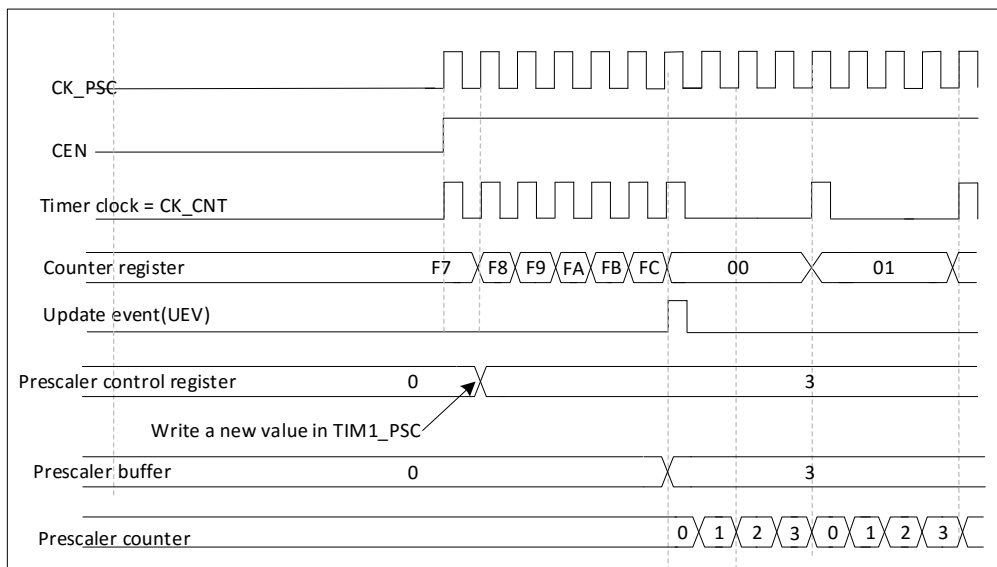 CK_PSC
CEN
Timer clock = CK_CNT
Counter register F7 F8 F9 FA FB FC 00 01
Update event(UEV)
Prescaler control register 0 3
Write a new value in TIM1_PSC
Prescaler buffer 0 3
Prescaler counter 0 1 2 3 0 1 2 3